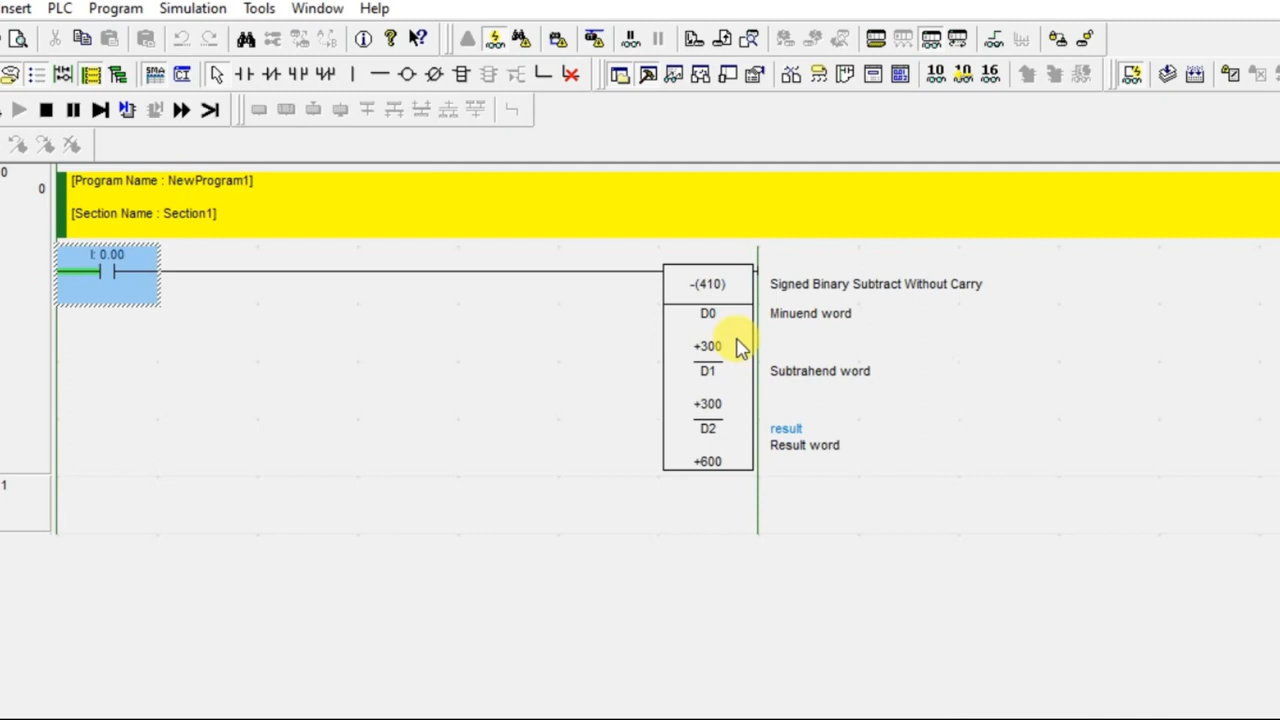 nsert PLC Program Simulation Tools Window Help
10 10 16
0
0
[Program Name : NewProgram1]
[Section Name : Section1]
I: 0.00
-(410) Signed Binary Subtract Without Carry
D0 Minuend word
+300
D1 Subtrahend word
+300
D2 result
Result word
+600
1